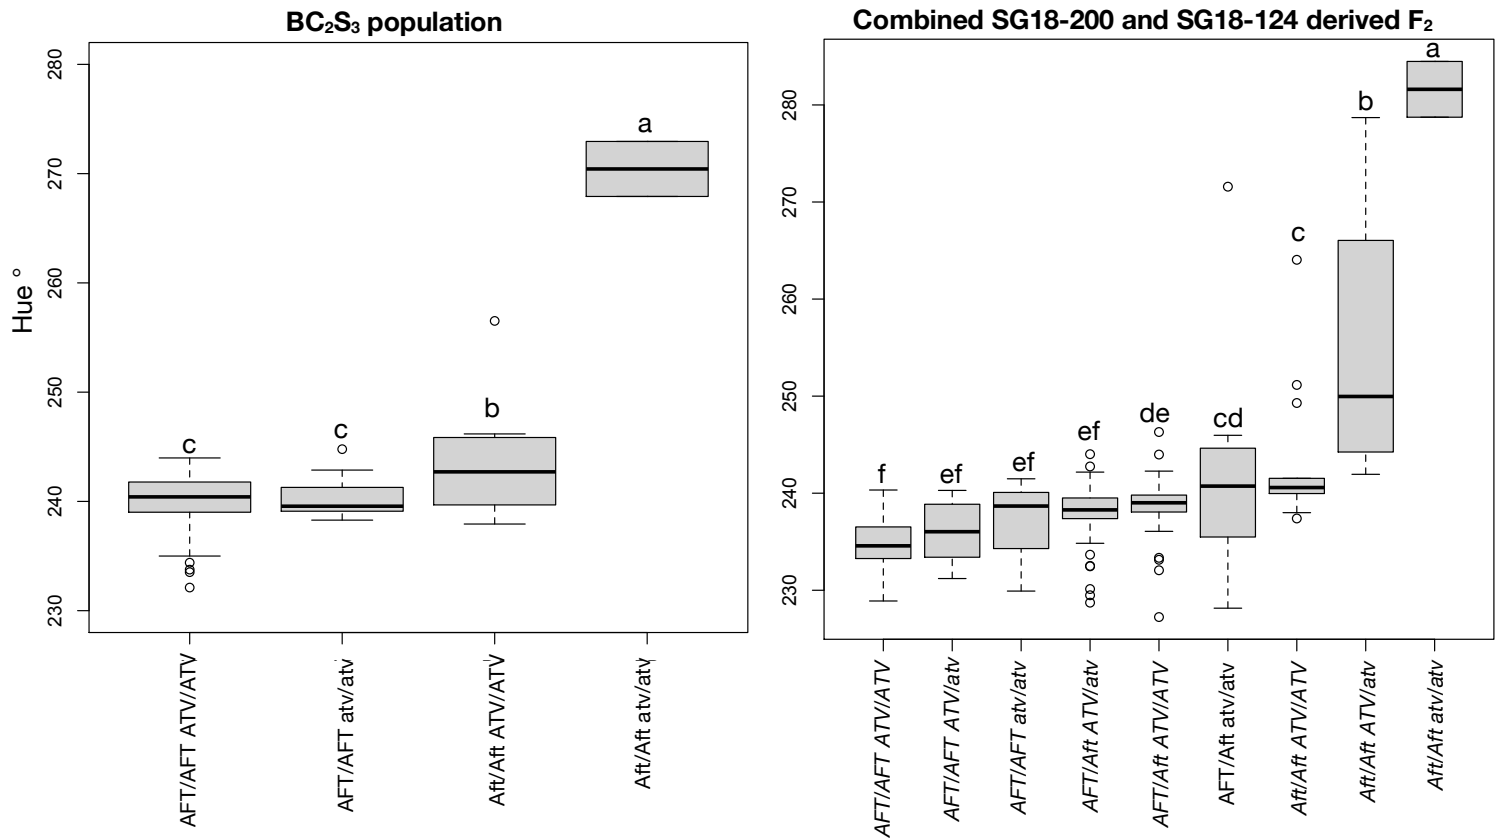 BC₂S₃ population
280
270
260
250
240
230
Hue °
a
b
c
c
AFT/AFT ATV/ATV
AFT/AFT atv/atv
Aft/Aft ATV/ATV
Aft/Aft atv/atv
Combined SG18-200 and SG18-124 derived F₂
280
270
260
250
240
230
f
ef
ef
ef
de
cd
c
b
a
AFT/AFT ATV/ATV
AFT/AFT ATV/atv
AFT/AFT atv/atv
AFT/Aft ATV/atv
AFT/Aft ATV/ATV
AFT/Aft atv/atv
Aft/Aft ATV/ATV
Aft/Aft ATV/atv
Aft/Aft atv/atv